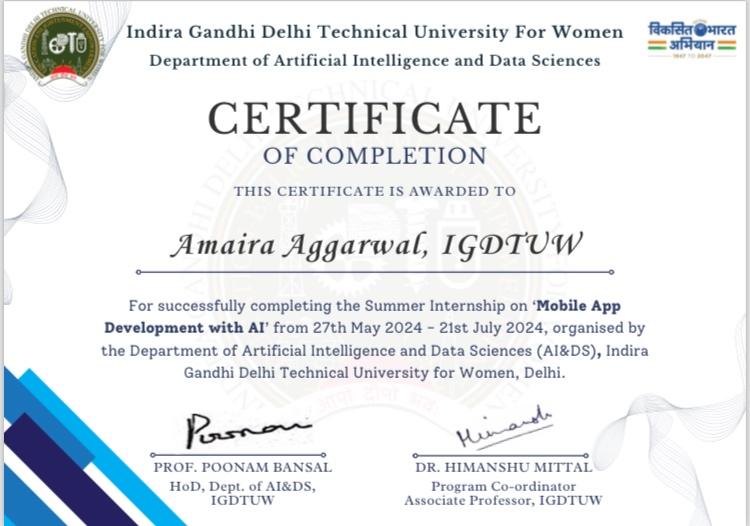 Indira Gandhi Delhi Technical University For Women
विकसित भारत
अभियान
1947 TO 2047
Department of Artificial Intelligence and Data Sciences
CERTIFICATE
OF COMPLETION
THIS CERTIFICATE IS AWARDED TO
Amaira Aggarwal, IGDTUW
For successfully completing the Summer Internship on ‘Mobile App
Development with AI’ from 27th May 2024 – 21st July 2024, organised by
the Department of Artificial Intelligence and Data Sciences (AI&DS), Indira
Gandhi Delhi Technical University for Women, Delhi.
Poonam
Himansh
PROF. POONAM BANSAL
HoD, Dept. of AI&DS,
IGDTUW
DR. HIMANSHU MITTAL
Program Co-ordinator
Associate Professor, IGDTUW